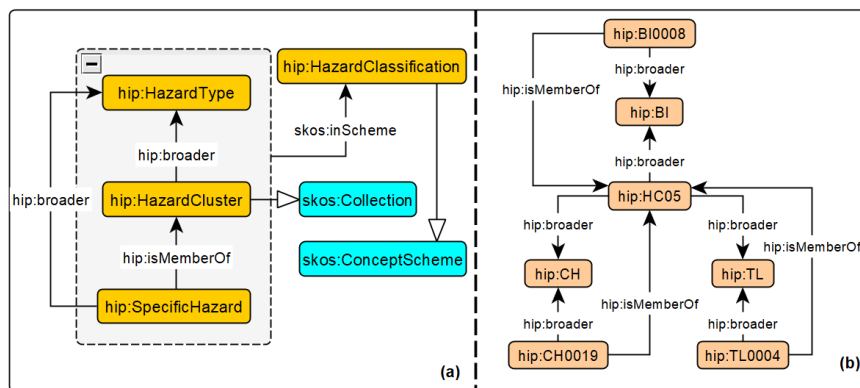 hip:HazardClassification
hip:HazardType
skos:inScheme
hip:broader
hip:broader
hip:HazardCluster
skos:Collection
hip:isMemberOf
skos:ConceptScheme
hip:SpecificHazard
(a)
hip:BI0008
hip:broader
hip:isMemberOf
hip:BI
hip:broader
hip:HC05
hip:broader
hip:broader
hip:isMemberOf
hip:CH
hip:TL
hip:isMemberOf
hip:broader
hip:broader
hip:CH0019
hip:TL0004
(b)